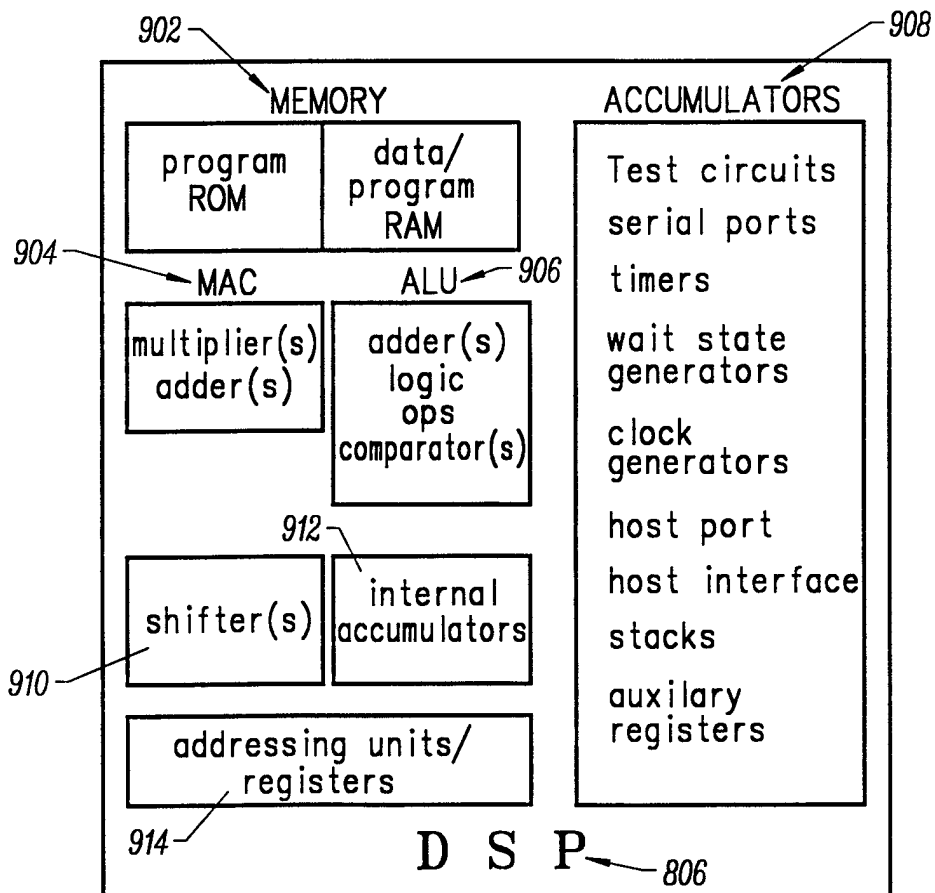 902
908
MEMORY
program
ROM
data/
program
RAM
904
MAC
multiplier(s)
adder(s)
ALU
906
adder(s)
logic
ops
comparator(s)
912
shifter(s)
910
internal
accumulators
addressing units/
registers
914
ACCUMULATORS
Test circuits
serial ports
timers
wait state
generators
clock
generators
host port
host interface
stacks
auxilary
registers
D S P
806